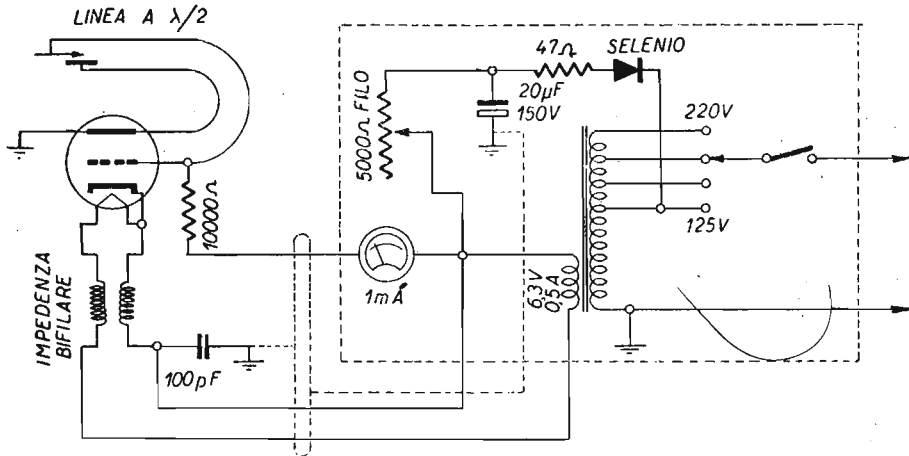 LINEA A λ/2
47Ω
SELENIO
20µF
150V
5000Ω FILO
220V
125V
10000Ω
1mA
6,3V
0,5A
IMPEDENZA
BIFILARE
100pF